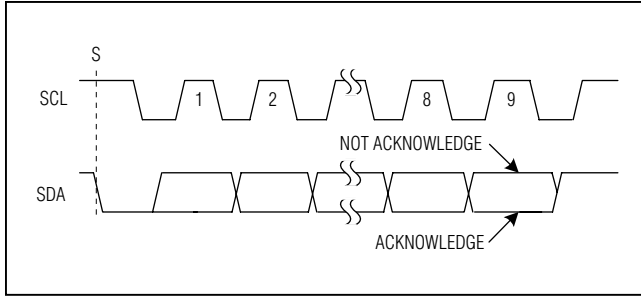 S
SCL 1 2 8 9
NOT ACKNOWLEDGE
SDA
ACKNOWLEDGE